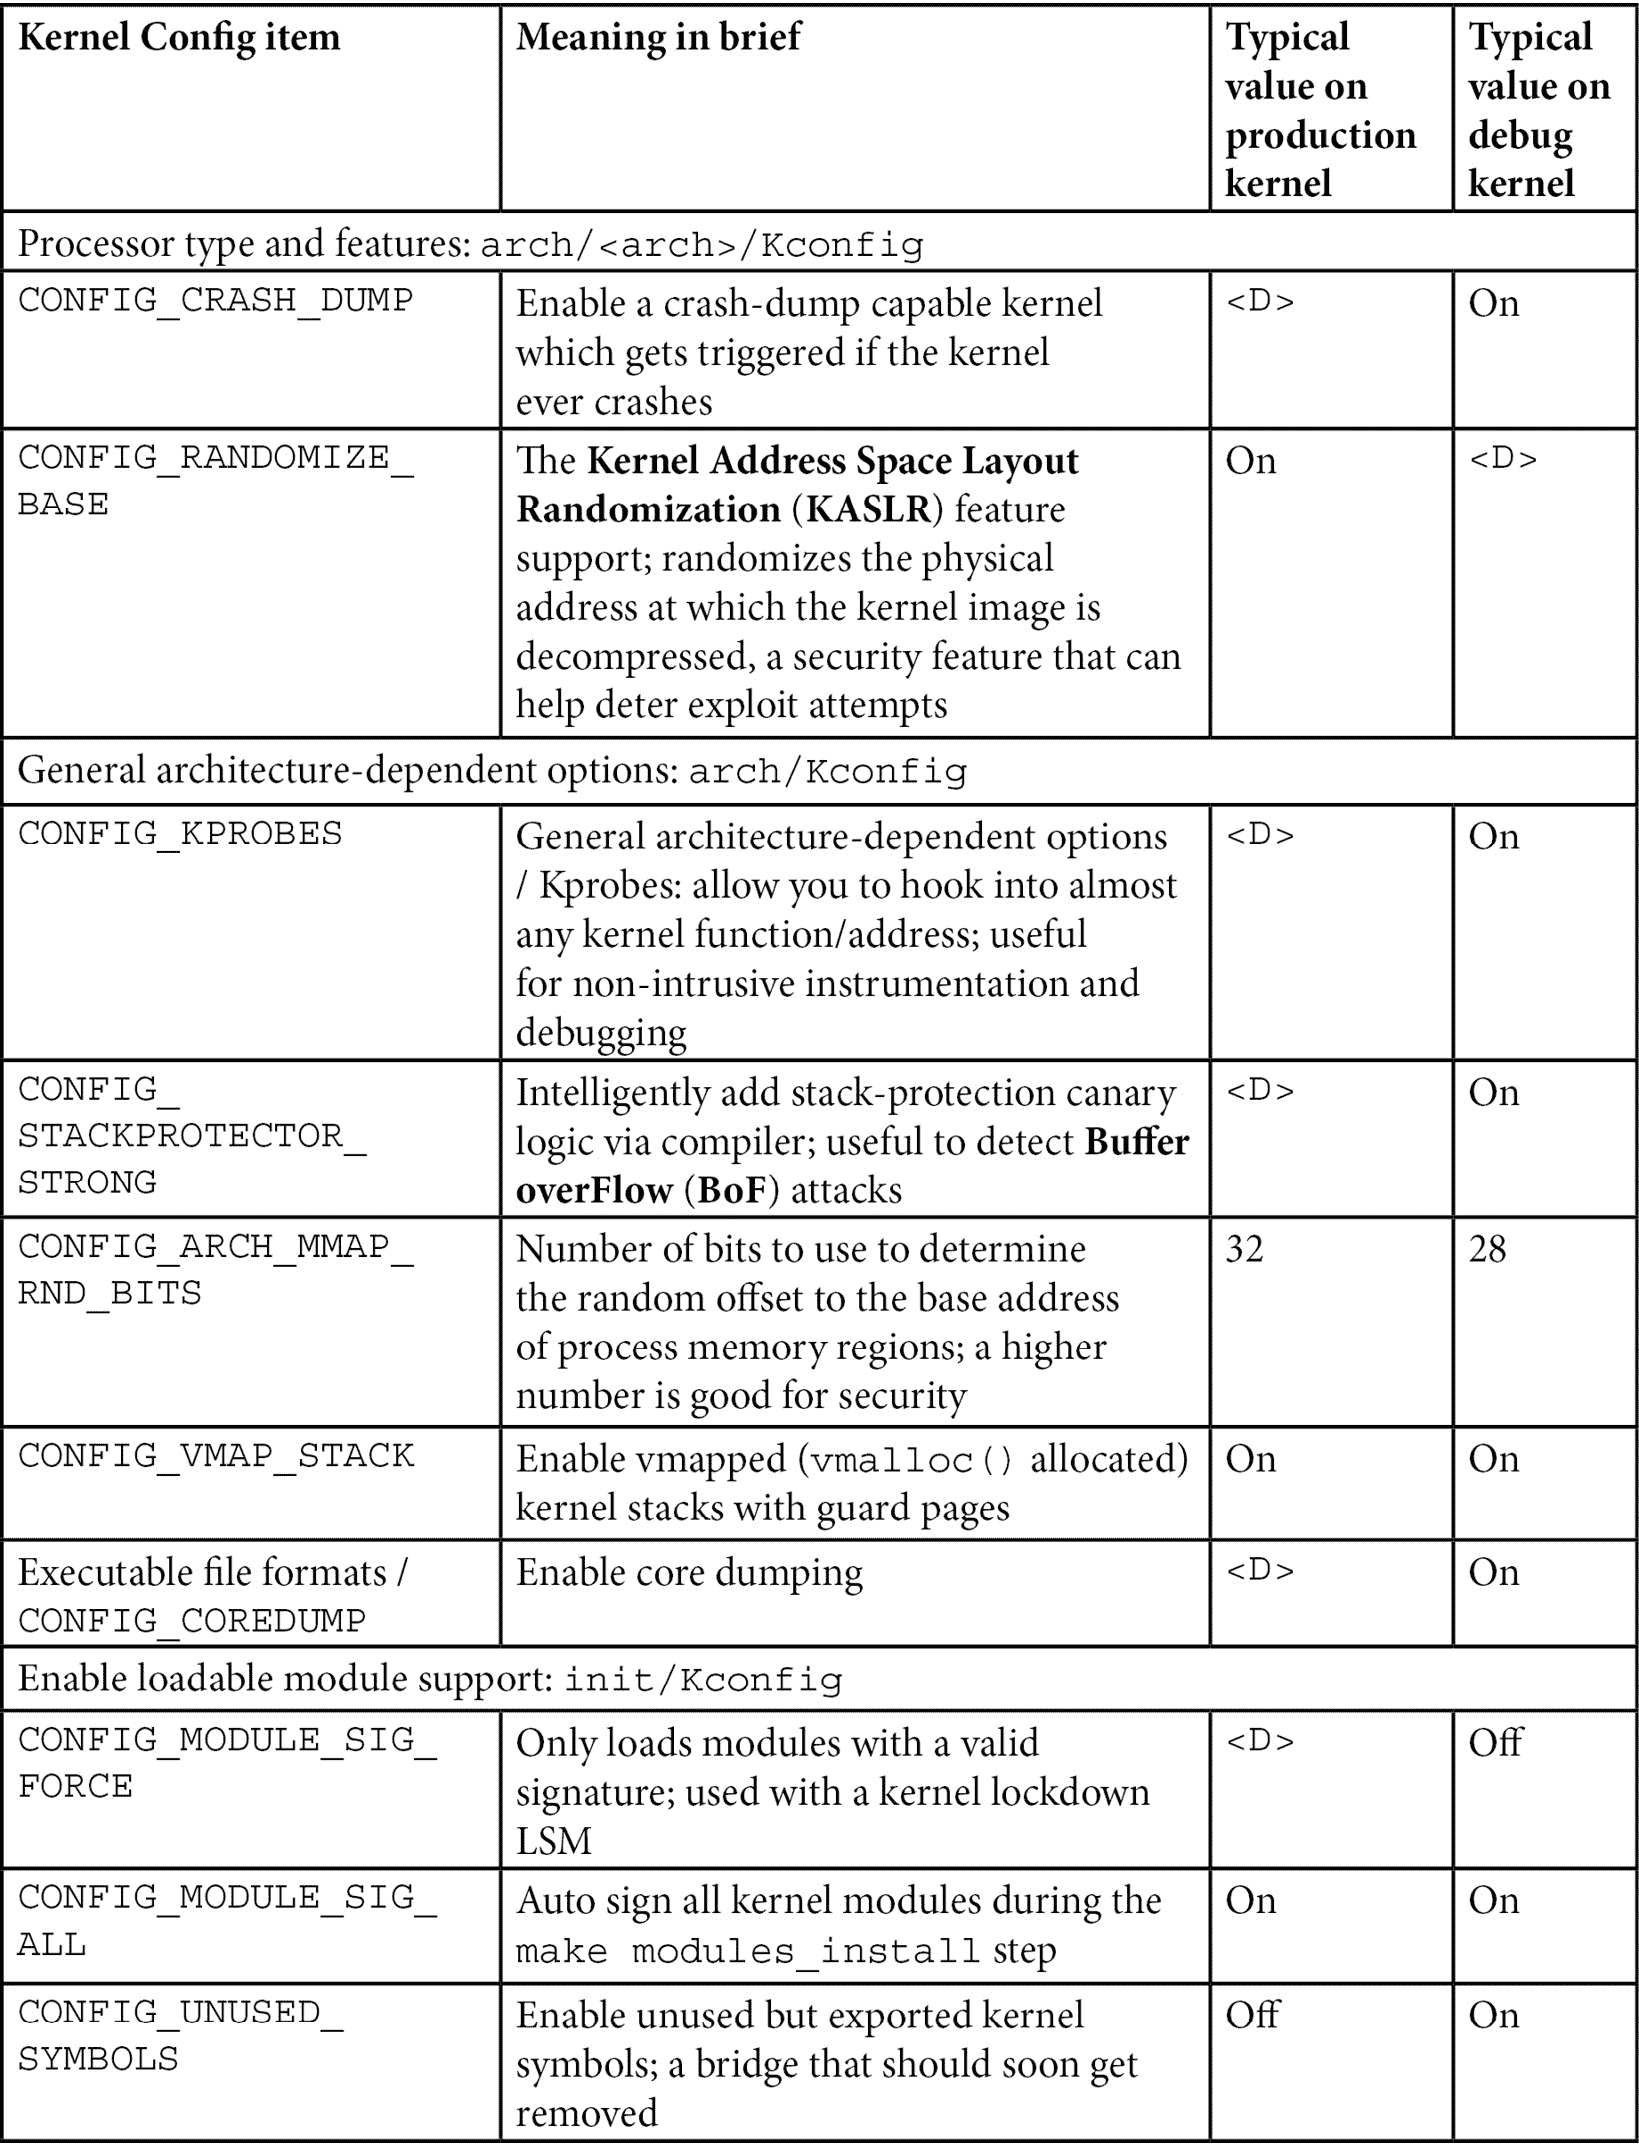 Kernel Config item
Meaning in brief
Typical
value on
production
kernel
Typical
value on
debug
kernel
Processor type and features: arch/<arch>/Kconfig
CONFIG_CRASH_DUMP
Enable a crash-dump capable kernel
which gets triggered if the kernel
ever crashes
<D>
On
CONFIG_RANDOMIZE_
BASE
The Kernel Address Space Layout
Randomization (KASLR) feature
support; randomizes the physical
address at which the kernel image is
decompressed, a security feature that can
help deter exploit attempts
On
<D>
General architecture-dependent options: arch/Kconfig
CONFIG_KPROBES
General architecture-dependent options
/ Kprobes: allow you to hook into almost
any kernel function/address; useful
for non-intrusive instrumentation and
debugging
<D>
On
CONFIG_
STACKPROTECTOR_
STRONG
Intelligently add stack-protection canary
logic via compiler; useful to detect Buffer
overFlow (BoF) attacks
<D>
On
CONFIG_ARCH_MMAP_
RND_BITS
Number of bits to use to determine
the random offset to the base address
of process memory regions; a higher
number is good for security
32
28
CONFIG_VMAP_STACK
Enable vmapped (vmalloc() allocated)
kernel stacks with guard pages
On
On
Executable file formats /
CONFIG_COREDUMP
Enable core dumping
<D>
On
Enable loadable module support: init/Kconfig
CONFIG_MODULE_SIG_
FORCE
Only loads modules with a valid
signature; used with a kernel lockdown
LSM
<D>
Off
CONFIG_MODULE_SIG_
ALL
Auto sign all kernel modules during the
make modules_install step
On
On
CONFIG_UNUSED_
SYMBOLS
Enable unused but exported kernel
symbols; a bridge that should soon get
removed
Off
On